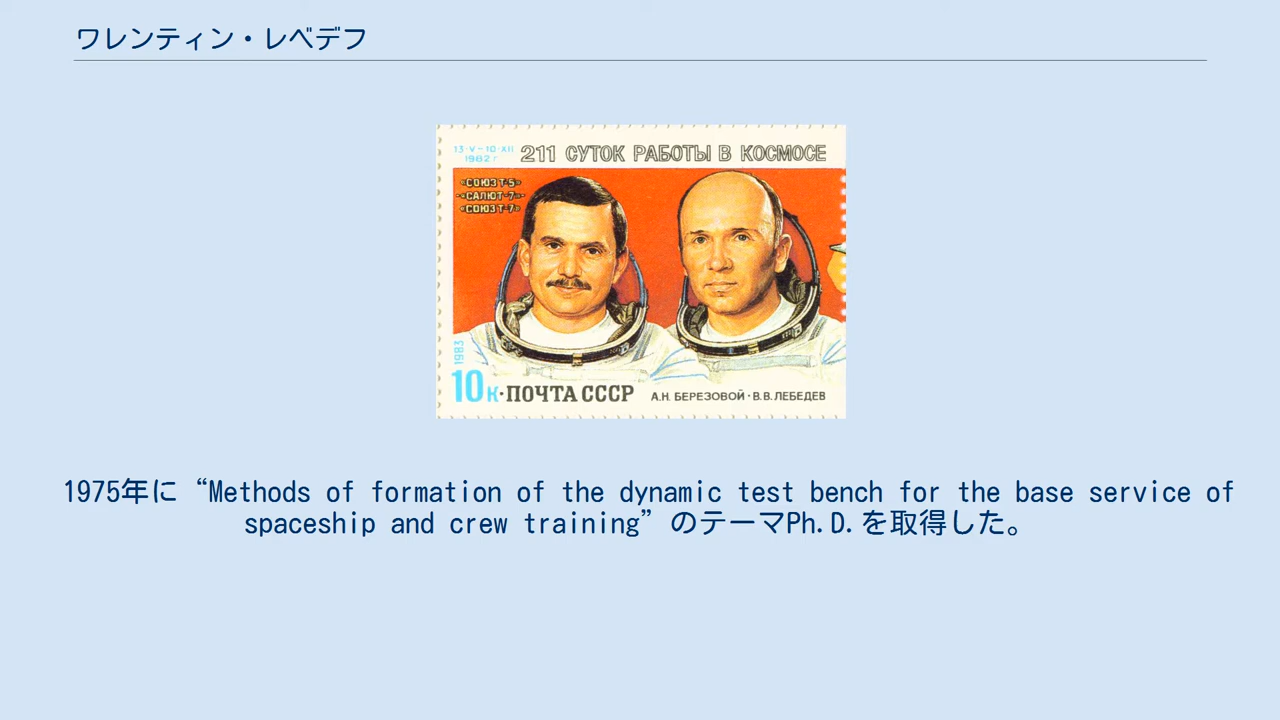 ワレンティン・レベデフ
13·V–10·XII
1982г
211 СУТОК РАБОТЫ В КОСМОСЕ
«СОЮЗ Т-5»
-«САЛЮТ-7»-
«СОЮЗ Т-7»
1983
10к·ПОЧТА СССР
А.Н. БЕРЕЗОВОЙ · В.В. ЛЕБЕДЕВ
1975年に“Methods of formation of the dynamic test bench for the base service of
spaceship and crew training”のテーマPh.D.を取得した。